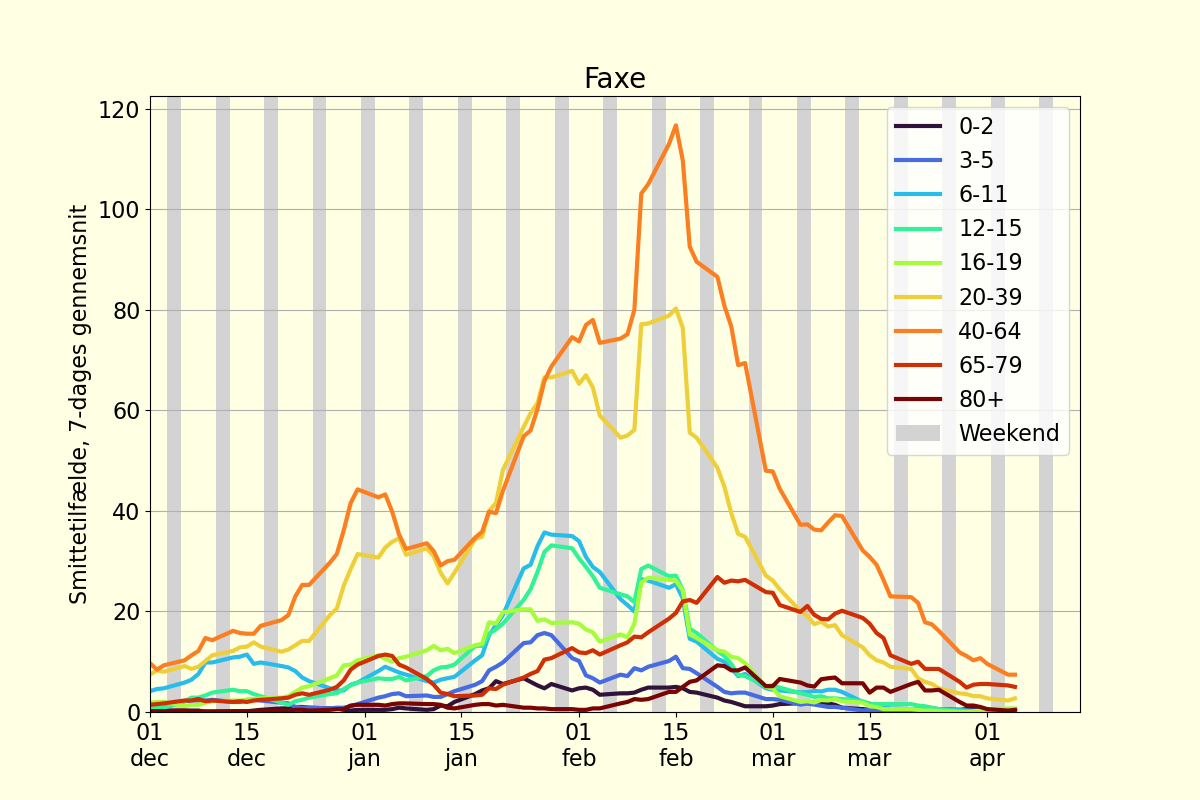 Faxe
Smittetilfælde, 7-dages gennemsnit
120
100
80
60
40
20
0
01 dec
15 dec
01 jan
15 jan
01 feb
15 feb
01 mar
15 mar
01 apr
0-2
3-5
6-11
12-15
16-19
20-39
40-64
65-79
80+
Weekend